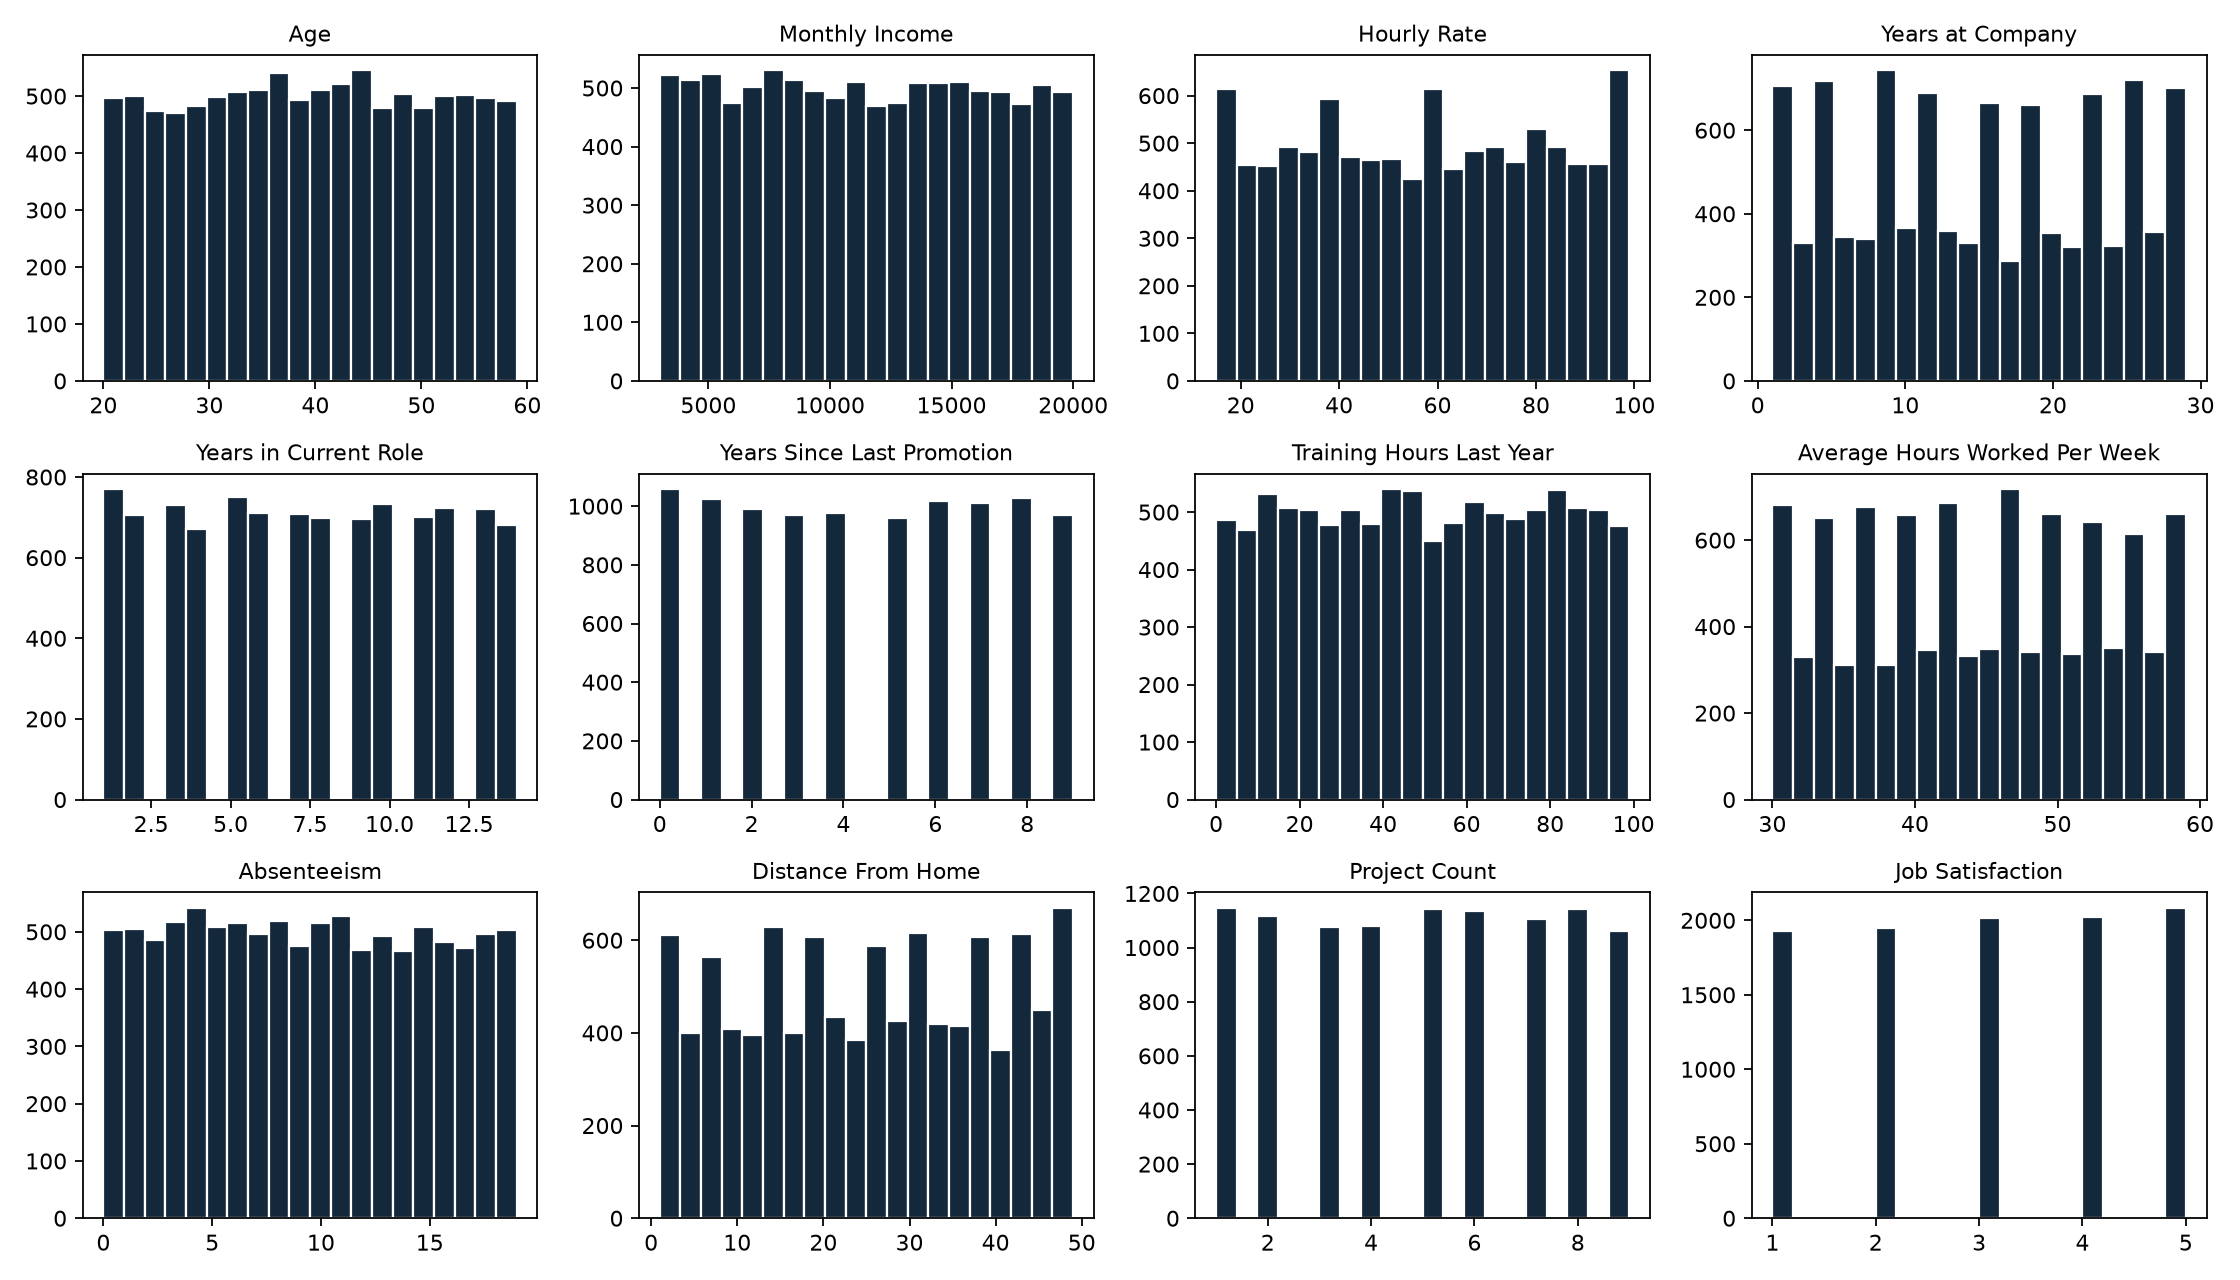 Age
500
400
300
200
100
0
20 30 40 50 60
Monthly Income
500
400
300
200
100
0
5000 10000 15000 20000
Hourly Rate
600
500
400
300
200
100
0
20 40 60 80 100
Years at Company
600
400
200
0
0 10 20 30
Years in Current Role
800
600
400
200
0
2.5 5.0 7.5 10.0 12.5
Years Since Last Promotion
1000
800
600
400
200
0
0 2 4 6 8
Training Hours Last Year
500
400
300
200
100
0
0 20 40 60 80 100
Average Hours Worked Per Week
600
400
200
0
30 40 50 60
Absenteeism
500
400
300
200
100
0
0 5 10 15
Distance From Home
600
400
200
0
0 10 20 30 40 50
Project Count
1200
1000
800
600
400
200
0
2 4 6 8
Job Satisfaction
2000
1500
1000
500
0
1 2 3 4 5